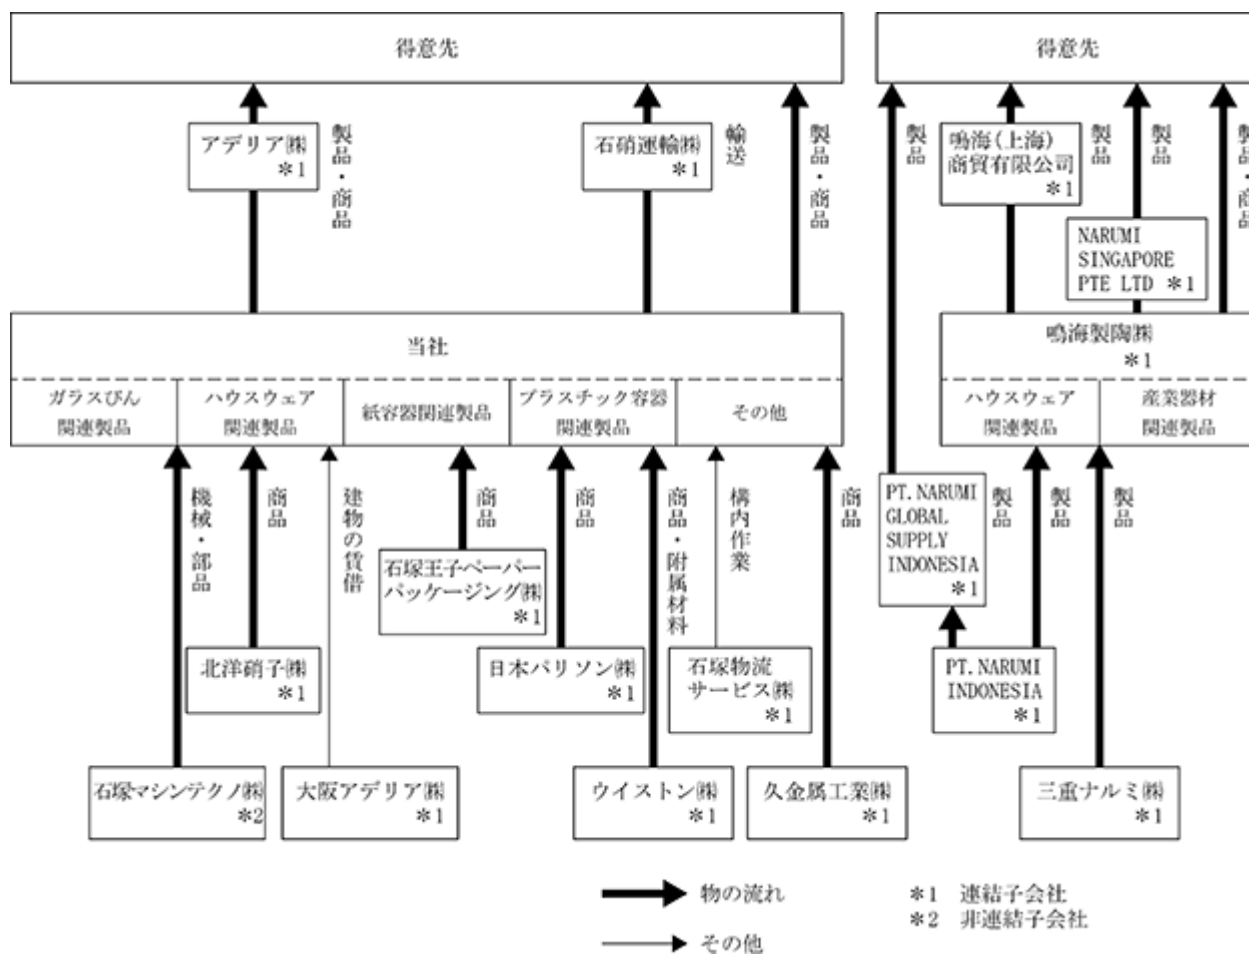 得意先
得意先
アデリア㈱
*1
製品・商品
石硝運輸㈱
*1
輸送
製品・商品
製品
鳴海(上海)
商貿有限公司
*1
製品
製品
製品・商品
NARUMI
SINGAPORE
PTE LTD *1
当社
ガラスびん
関連製品
ハウスウェア
関連製品
紙容器関連製品
プラスチック容器
関連製品
その他
鳴海製陶㈱
*1
ハウスウェア
関連製品
産業器材
関連製品
機械・部品
商品
建物の賃借
商品
商品
商品・附属材料
構内作業
商品
PT. NARUMI
GLOBAL
SUPPLY
INDONESIA
*1
製品
製品
石塚王子ペーパー
パッケージング㈱
*1
北洋硝子㈱
*1
日本パリソン㈱
*1
石塚物流
サービス㈱
*1
PT. NARUMI
INDONESIA
*1
石塚マシンテクノ㈱
*2
大阪アデリア㈱
*1
ウイストン㈱
*1
久金属工業㈱
*1
三重ナルミ㈱
*1
物の流れ
その他
*1 連結子会社
*2 非連結子会社